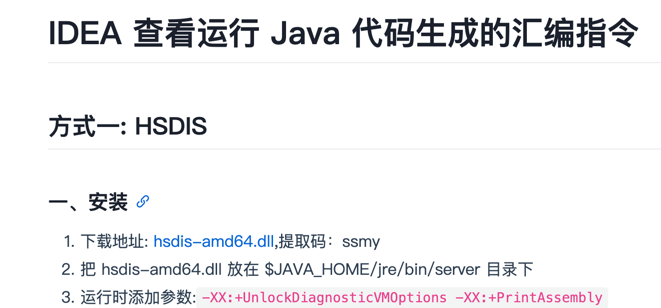 IDEA 查看运行 Java 代码生成的汇编指令
方式一: HSDIS
一、安装
1. 下载地址: hsdis-amd64.dll,提取码：ssmy
2. 把 hsdis-amd64.dll 放在 $JAVA_HOME/jre/bin/server 目录下
3. 运行时添加参数: -XX:+UnlockDiagnosticVMOptions -XX:+PrintAssembly